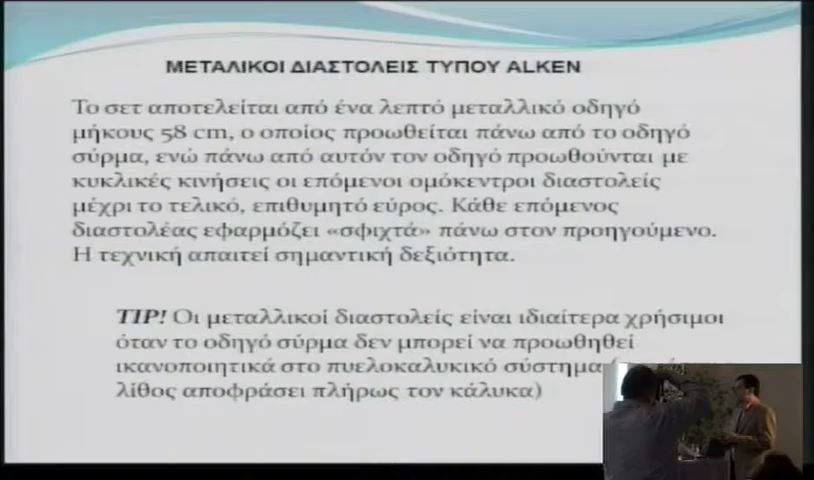 ΜΕΤΑΛΙΚΟΙ ΔΙΑΣΤΟΛΕΙΣ ΤΥΠΟΥ ALKEN
Το σετ αποτελείται από ένα λεπτό μεταλλικό οδηγό
μήκους 58 cm, ο οποίος προωθείται πάνω από το οδηγό
σύρμα, ενώ πάνω από αυτόν τον οδηγό προωθούνται με
κυκλικές κινήσεις οι επόμενοι ομόκεντροι διαστολείς
μέχρι το τελικό, επιθυμητό εύρος. Κάθε επόμενος
διαστολέας εφαρμόζει «σφιχτά» πάνω στον προηγούμενο.
Η τεχνική απαιτεί σημαντική δεξιότητα.
TIP! Οι μεταλλικοί διαστολείς είναι ιδιαίτερα χρήσιμοι
όταν το οδηγό σύρμα δεν μπορεί να προωθηθεί
ικανοποιητικά στο πυελοκαλυκικό σύστημα
λίθος αποφράσει πλήρως τον κάλυκα)